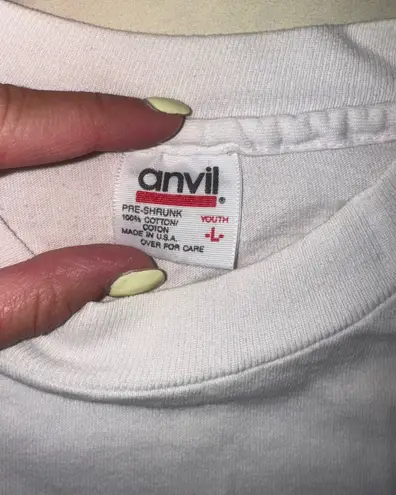 anvil®
PRE-SHRUNK
100% COTTON/ YOUTH
COTON -L-
MADE IN U.S.A.
OVER FOR CARE